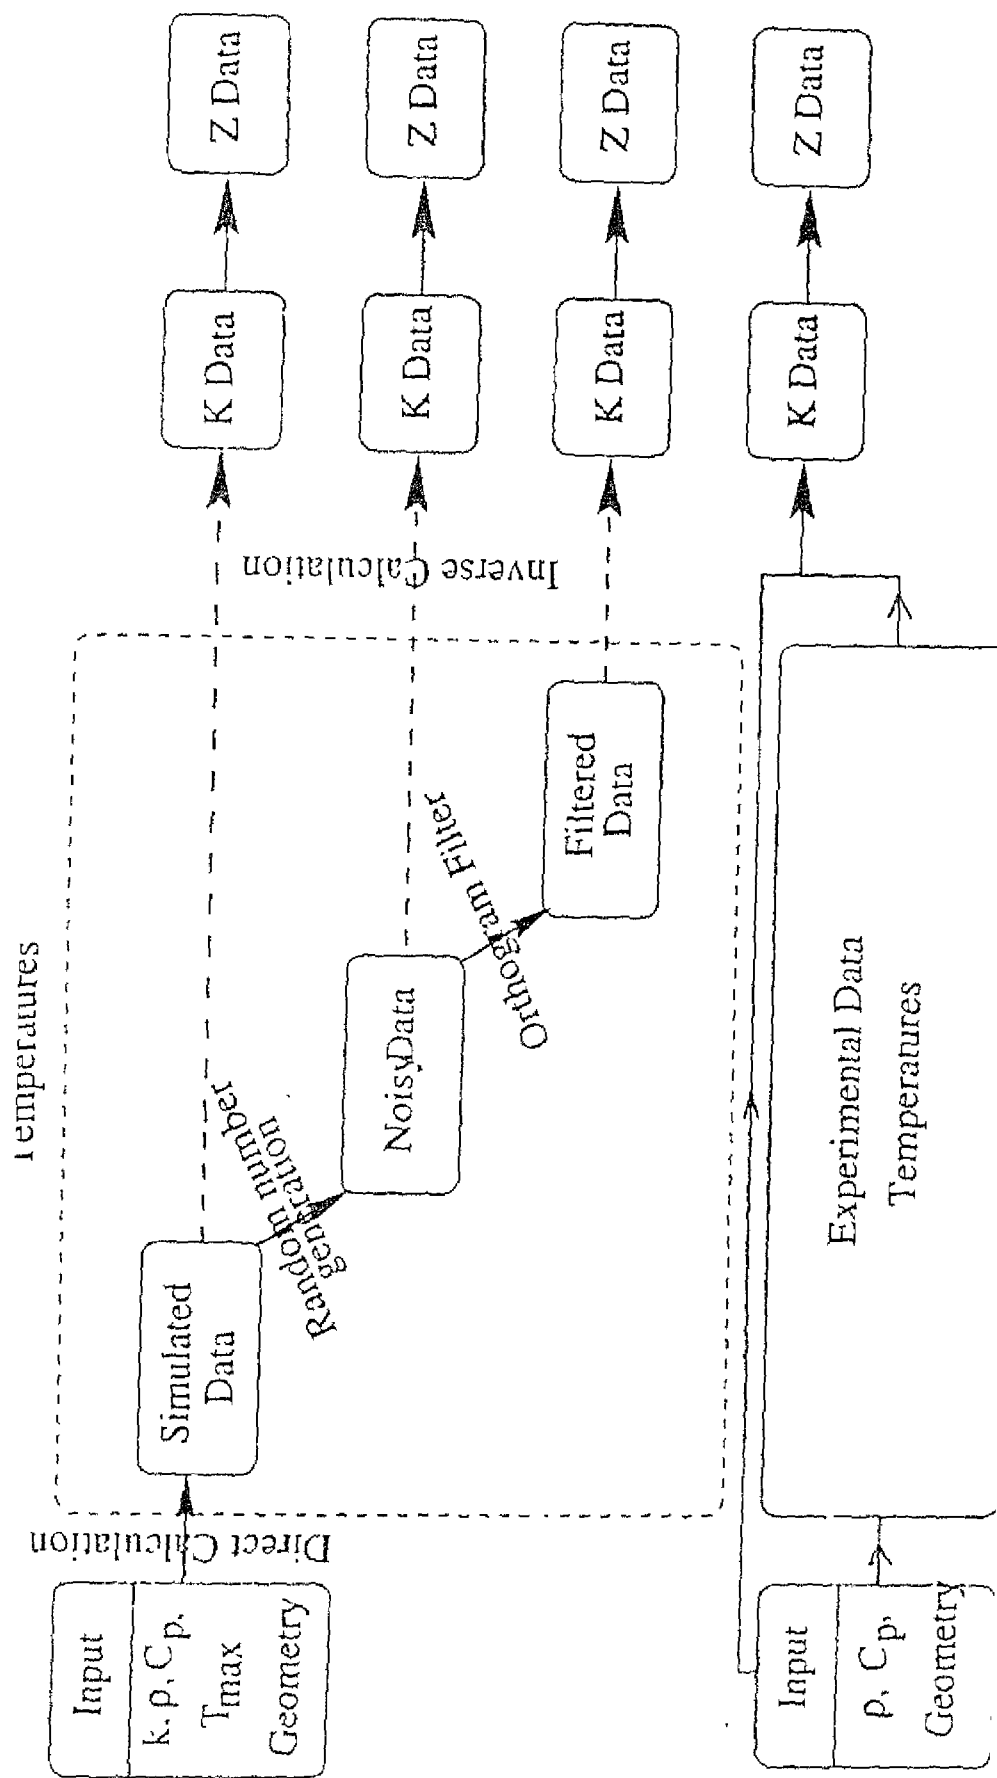 Temperatures
Input
k, ρ, Cp,
Tmax
Geometry
Direct Calculation
Simulated
Data
Random number
generation
NoisyData
Orthogram Filter
Filtered
Data
Inverse Calculation
K Data
Z Data
K Data
Z Data
K Data
Z Data
K Data
Z Data
Input
ρ, Cp,
Geometry
Experimental Data
Temperatures